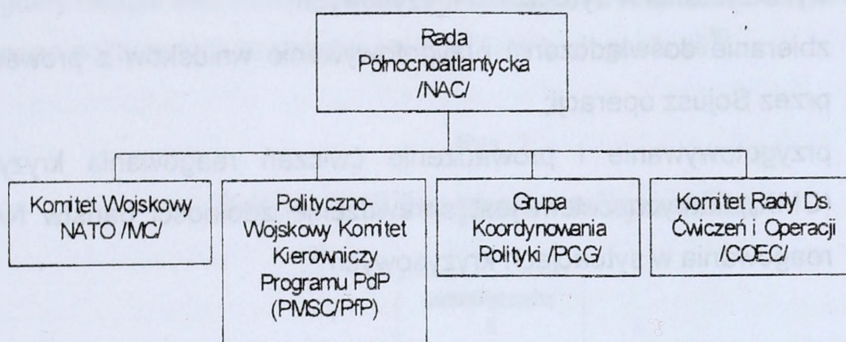 Rada
Północnoatlantycka
/NAC/
Komitet Wojskowy
NATO /MC/
Polityczno-
Wojskowy Komitet
Kierowniczy
Programu PdP
(PMSC/PfP)
Grupa
Koordynowania
Polityki /PCG/
Komitet Rady Ds.
Ćwiczeń i Operacji
/COEC/